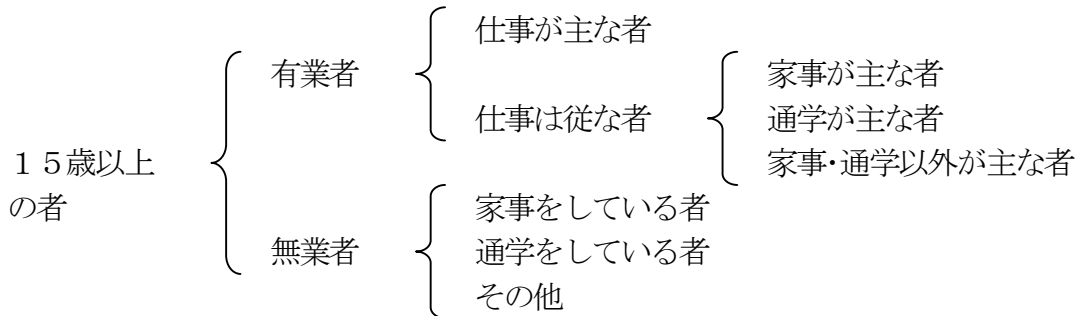 １５歳以上
の者
有業者
仕事が主な者
仕事は従な者
家事が主な者
通学が主な者
家事・通学以外が主な者
無業者
家事をしている者
通学をしている者
その他